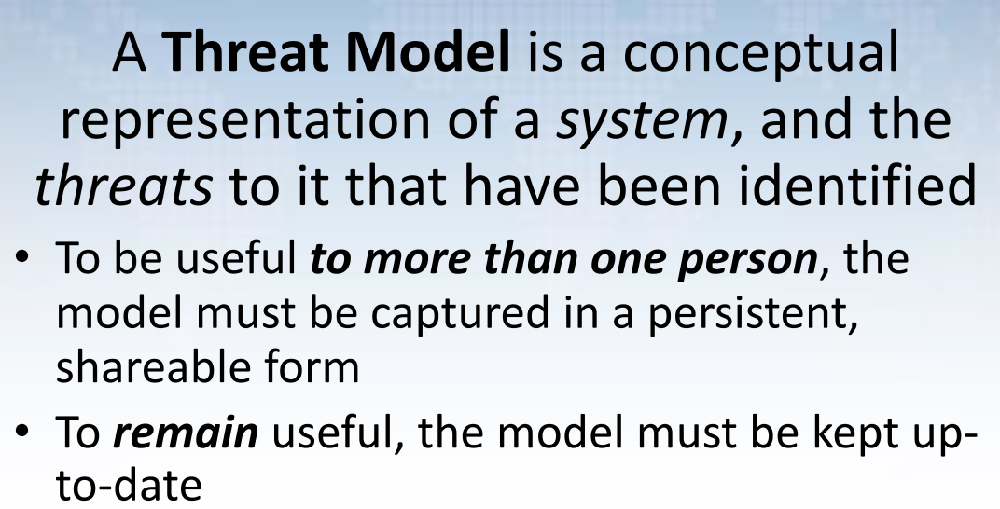 A Threat Model is a conceptual
representation of a system, and the
threats to it that have been identified
• To be useful to more than one person, the
model must be captured in a persistent,
shareable form
• To remain useful, the model must be kept up-
to-date